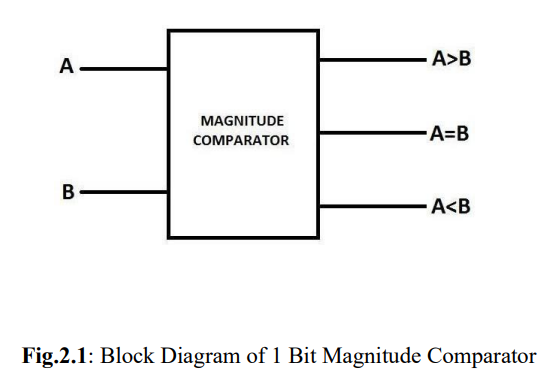 A
B
MAGNITUDE
COMPARATOR
A>B
A=B
A<B
Fig.2.1: Block Diagram of 1 Bit Magnitude Comparator